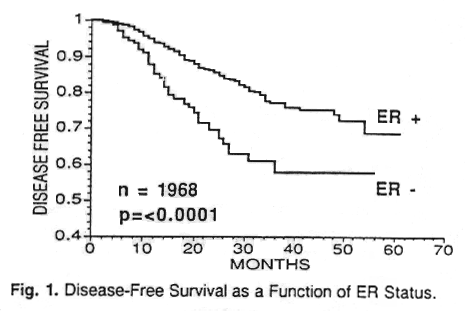 DISEASE FREE SURVIVAL
1
0.9
0.8
0.7
0.6
0.5
0.4
ER +
ER -
n = 1968
p=<0.0001
0 10 20 30 40 50 60 70
MONTHS
Fig. 1. Disease-Free Survival as a Function of ER Status.